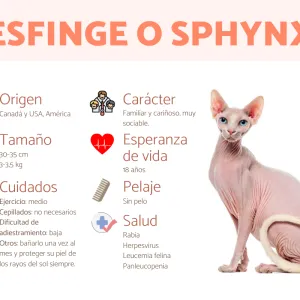 ESFINGE O SPHYNX
Origen
Canadá y USA, América.
Tamaño
30-35 cm
3-3,5 kg
Cuidados
Ejercicio: medio
Cepillados: no necesarios
Dificultad de
adiestramiento: baja
Otros: bañarlo una vez al
mes y proteger su piel de
los rayos del sol siempre.
Carácter
Familiar y cariñoso, muy
sociable.
Esperanza
de vida
18 años
Pelaje
Sin pelo
Salud
Rabia
Herpesvirus
Leucemia felina
Panleucopenia